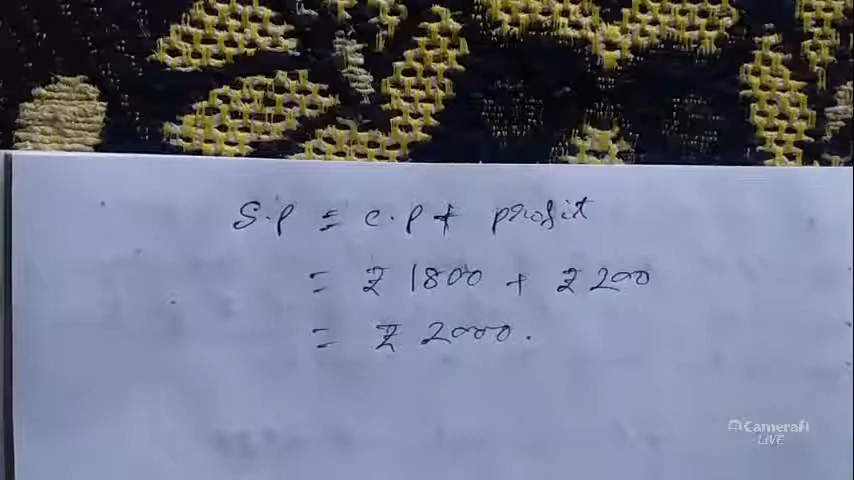 S.P = C.P + profit
= ₹ 1800 + ₹ 200
= ₹ 2000.
Camerafi
LIVE